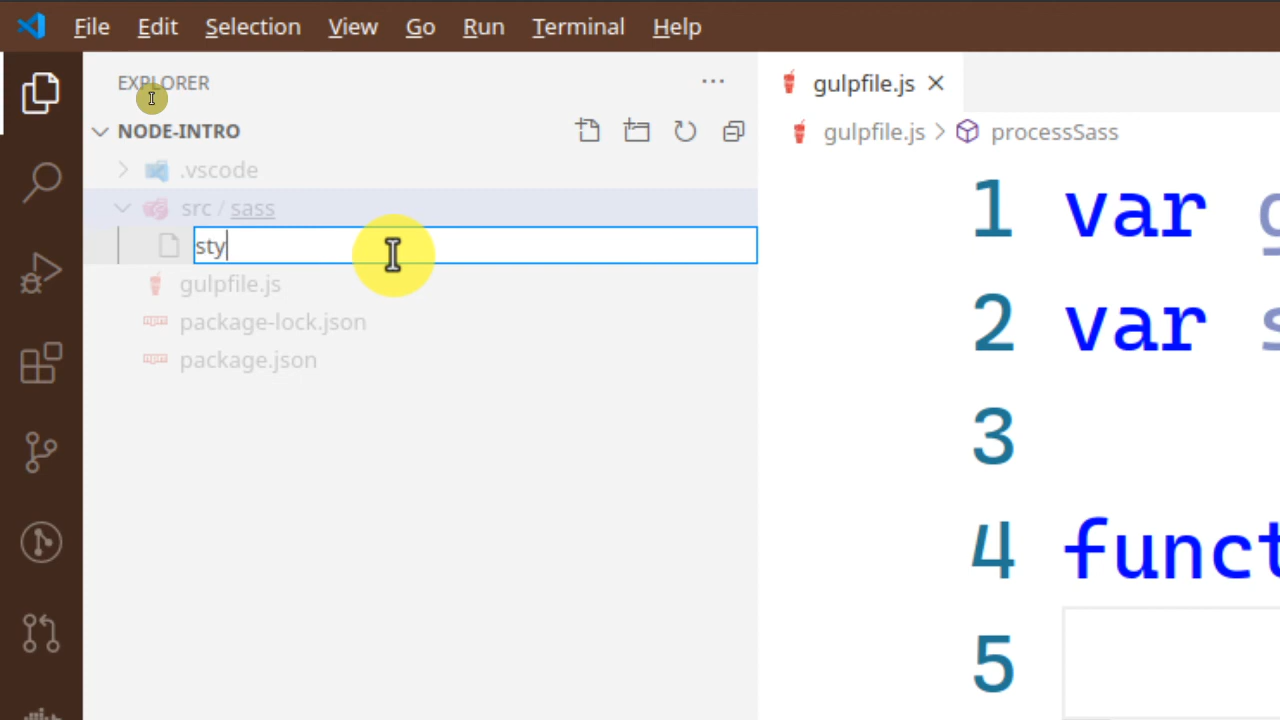 File Edit Selection View Go Run Terminal Help
EXPLORER
NODE-INTRO
.vscode
src / sass
sty
gulpfile.js
package-lock.json
package.json
gulpfile.js
gulpfile.js > processSass
1 var
2 var s
3
4 funct
5